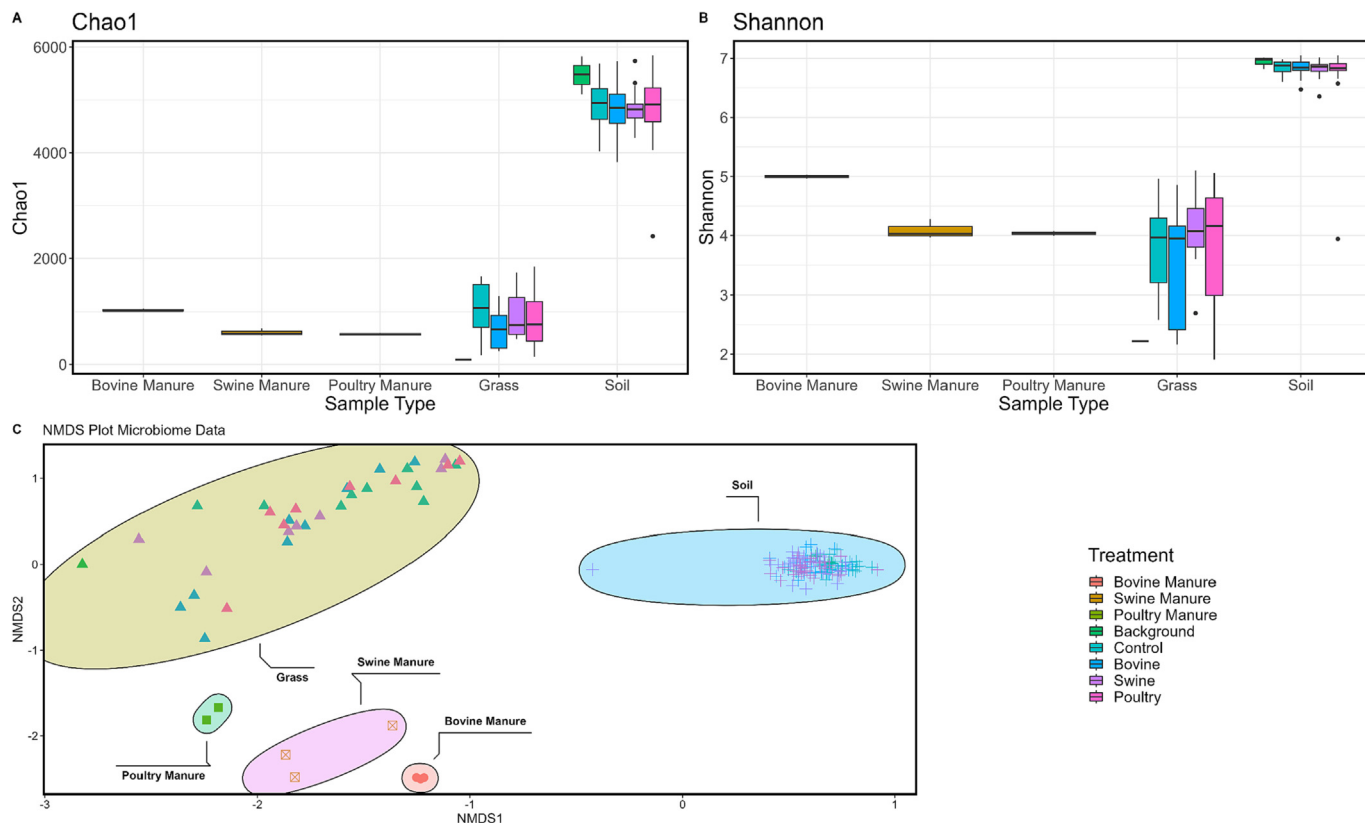 A
Chao1
6000
4000
2000
0
Chao1
Bovine Manure
Swine Manure
Poultry Manure
Grass
Soil
Sample Type
B
Shannon
7
6
5
4
3
2
Shannon
Bovine Manure
Swine Manure
Poultry Manure
Grass
Soil
Sample Type
C
NMDS Plot Microbiome Data
1
0
-1
-2
NMDS2
Soil
Grass
Swine Manure
Bovine Manure
Poultry Manure
-3
-2
-1
0
1
NMDS1
Treatment
Bovine Manure
Swine Manure
Poultry Manure
Background
Control
Bovine
Swine
Poultry